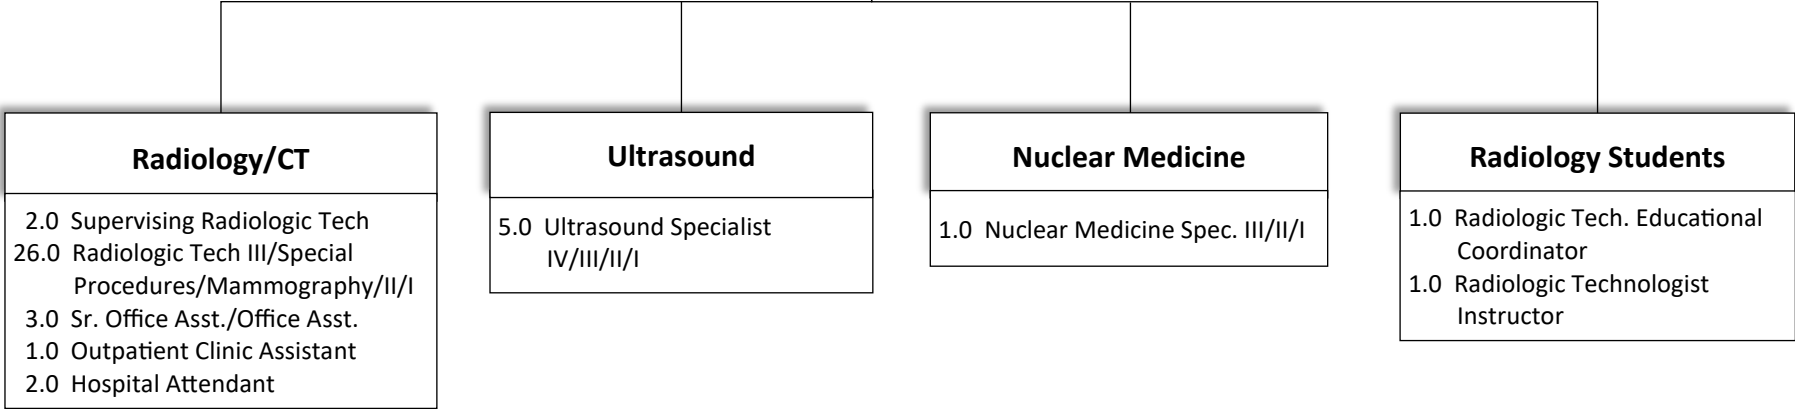 Radiology/CT
2.0 Supervising Radiologic Tech
26.0 Radiologic Tech III/Special
Procedures/Mammography/II/I
3.0 Sr. Office Asst./Office Asst.
1.0 Outpatient Clinic Assistant
2.0 Hospital Attendant
Ultrasound
5.0 Ultrasound Specialist
IV/III/II/I
Nuclear Medicine
1.0 Nuclear Medicine Spec. III/II/I
Radiology Students
1.0 Radiologic Tech. Educational
Coordinator
1.0 Radiologic Technologist
Instructor